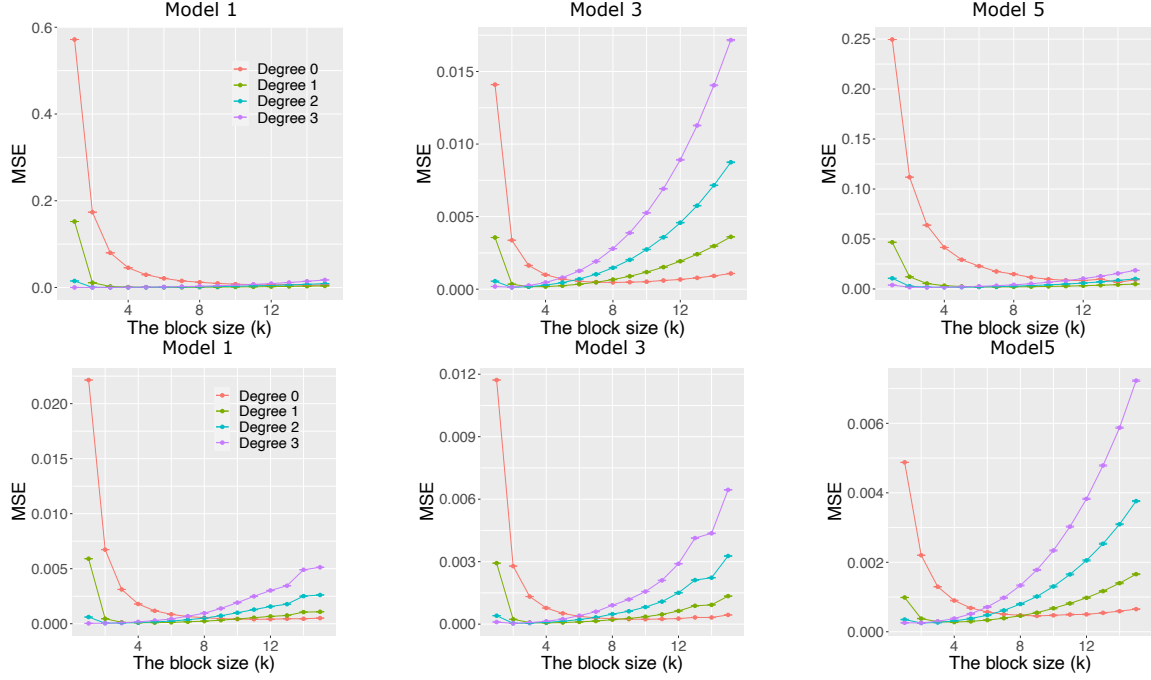 Model 1
MSE
0.6
0.4
0.2
0.0
Degree 0
Degree 1
Degree 2
Degree 3
4
8
12
The block size (k)
Model 3
MSE
0.015
0.010
0.005
0.000
4
8
12
The block size (k)
Model 5
MSE
0.25
0.20
0.15
0.10
0.05
0.00
4
8
12
The block size (k)
Model 1
MSE
0.020
0.015
0.010
0.005
0.000
Degree 0
Degree 1
Degree 2
Degree 3
4
8
12
The block size (k)
Model 3
MSE
0.012
0.009
0.006
0.003
0.000
4
8
12
The block size (k)
Model5
MSE
0.006
0.004
0.002
0.000
4
8
12
The block size (k)